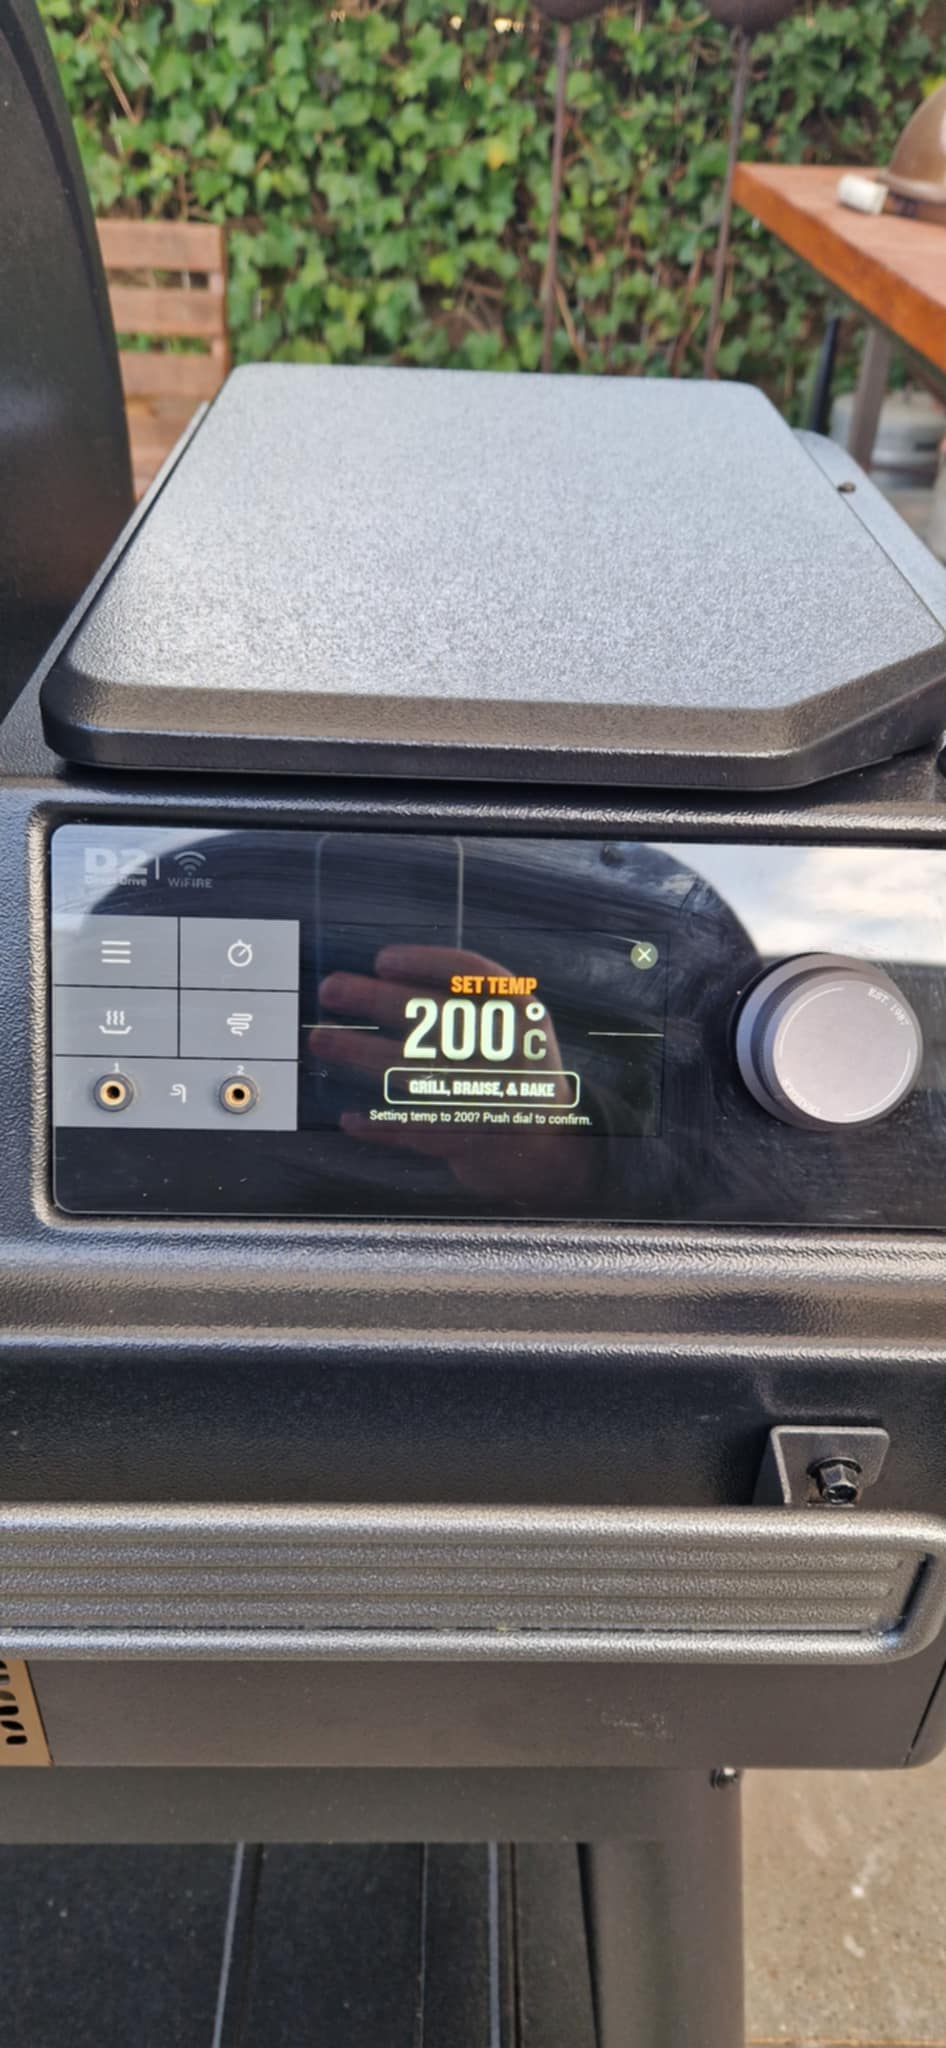 D2
Direct Drive
WiFIRE
1
2
SET TEMP
200°C
GRILL, BRAISE, & BAKE
Setting temp to 200? Push dial to confirm.
EST. 1987